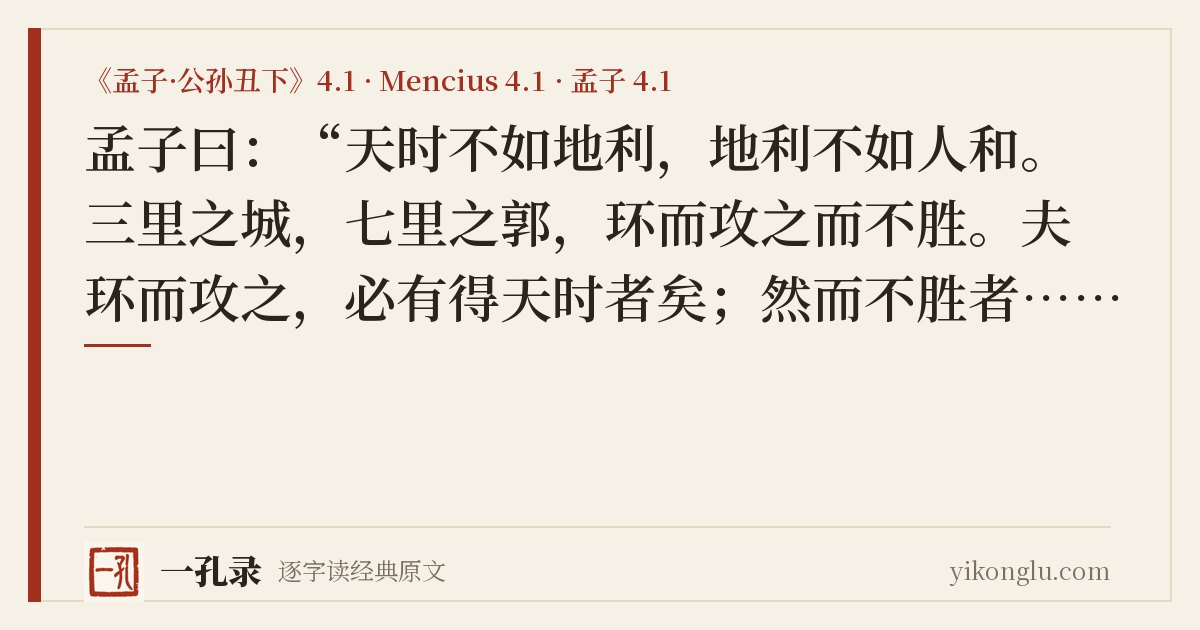 《孟子·公孙丑下》4.1 · Mencius 4.1 · 孟子 4.1
孟子曰：“天时不如地利，地利不如人和。
三里之城，七里之郭，环而攻之而不胜。夫
环而攻之，必有得天时者矣；然而不胜者……
一孔
一孔录 逐字读经典原文 yikonglu.com